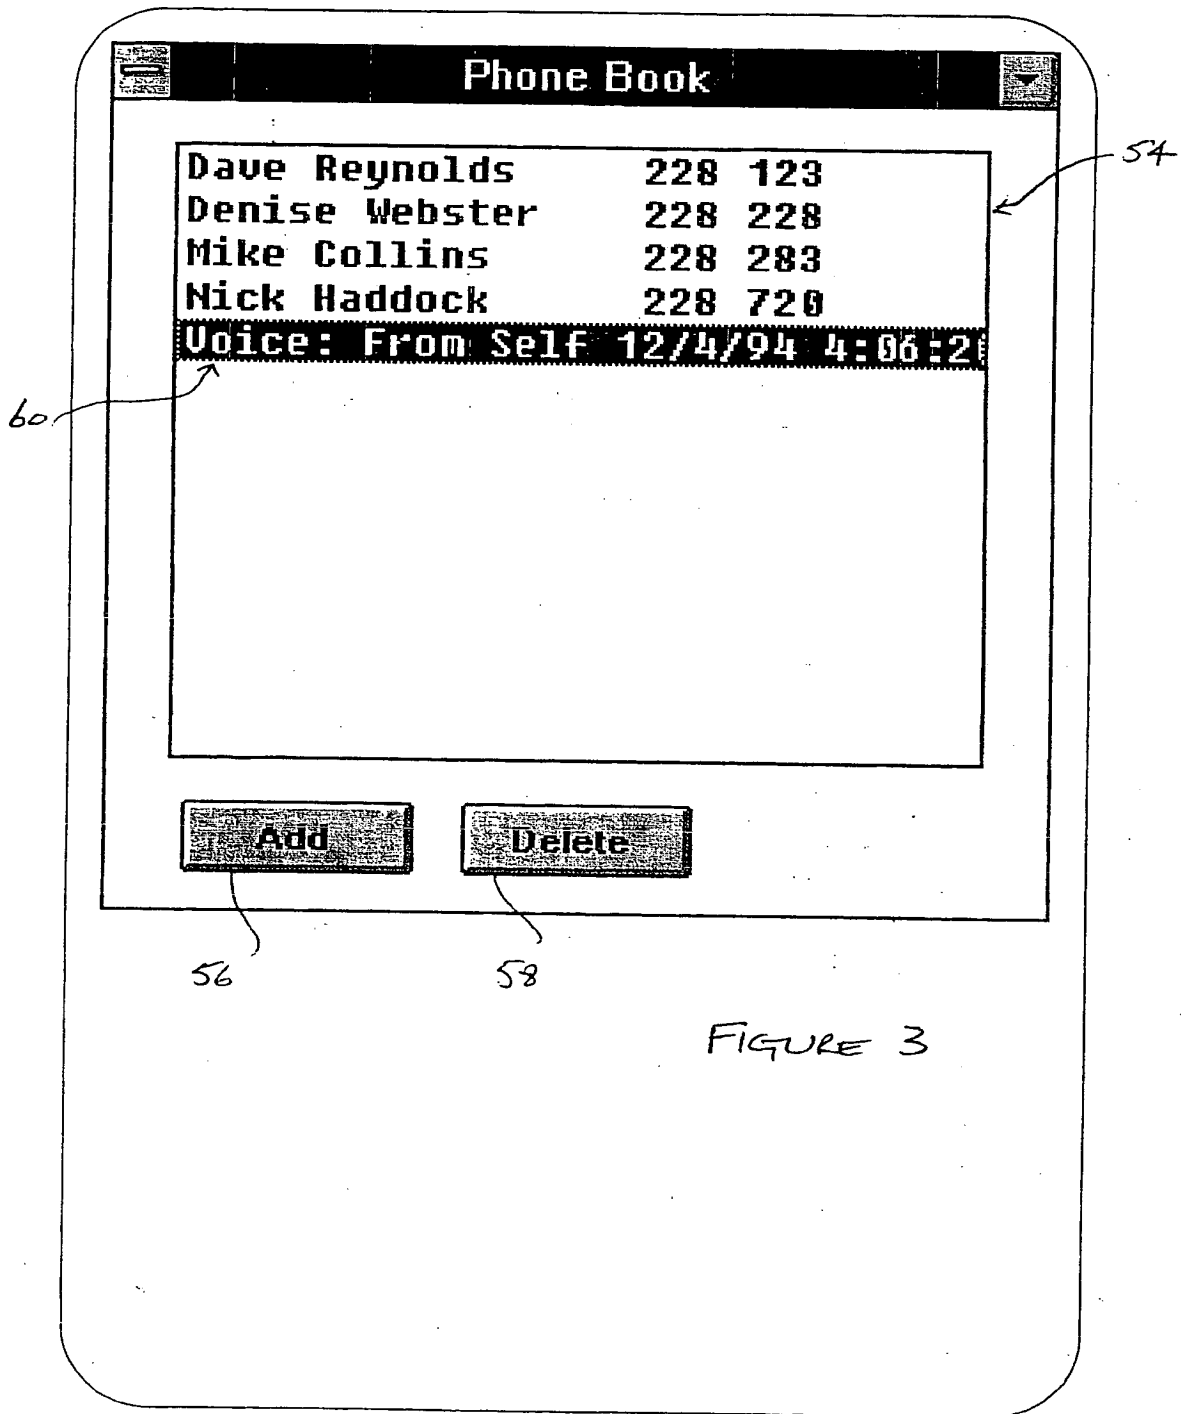 Phone Book
Dave Reynolds 228 123
54
Denise Webster 228 228
Mike Collins 228 283
Nick Haddock 228 720
Voice: From Self 12/4/94 4:06:2
60
Add Delete
56 58
FIGURE 3